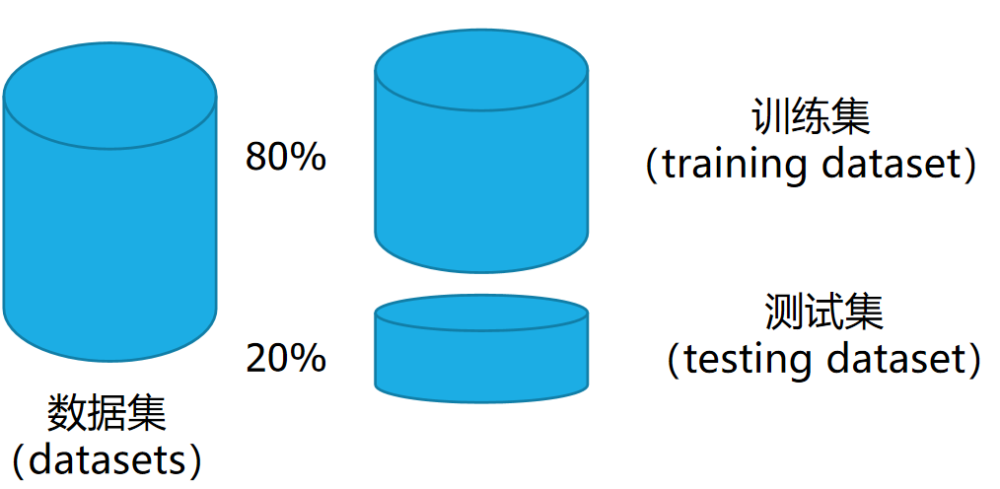 80%
训练集
（training dataset）
20%
测试集
（testing dataset）
数据集
（datasets）